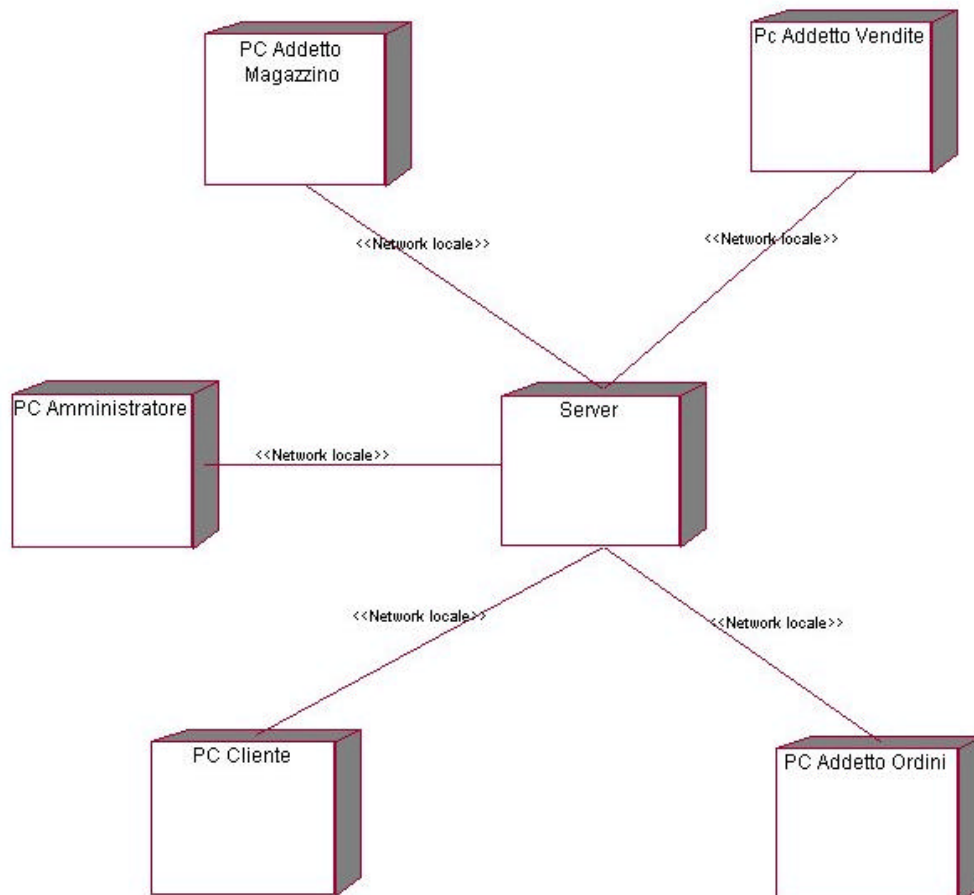 PC Addetto
Magazzino
Pc Addetto Vendite
<<Network locale>>
<<Network locale>>
PC Amministratore
Server
<<Network locale>>
<<Network locale>>
<<Network locale>>
PC Cliente
PC Addetto Ordini